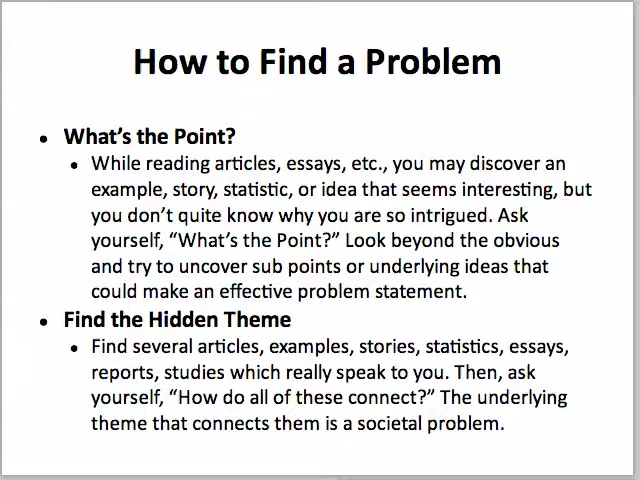 How to Find a Problem
• What's the Point?
• While reading articles, essays, etc., you may discover an
example, story, statistic, or idea that seems interesting, but
you don't quite know why you are so intrigued. Ask
yourself, "What's the Point?" Look beyond the obvious
and try to uncover sub points or underlying ideas that
could make an effective problem statement.
• Find the Hidden Theme
• Find several articles, examples, stories, statistics, essays,
reports, studies which really speak to you. Then, ask
yourself, "How do all of these connect?" The underlying
theme that connects them is a societal problem.